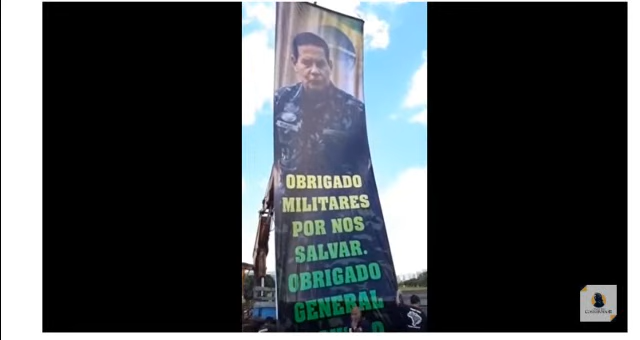 OBRIGADO
MILITARES
POR NOS
SALVAR.
OBRIGADO
GENERAL